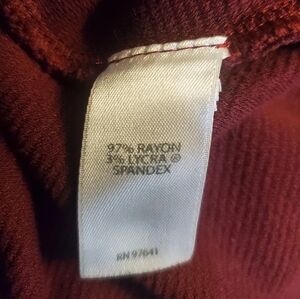 97% RAYON
3% LYCRA ®
SPANDEX
RN 97641